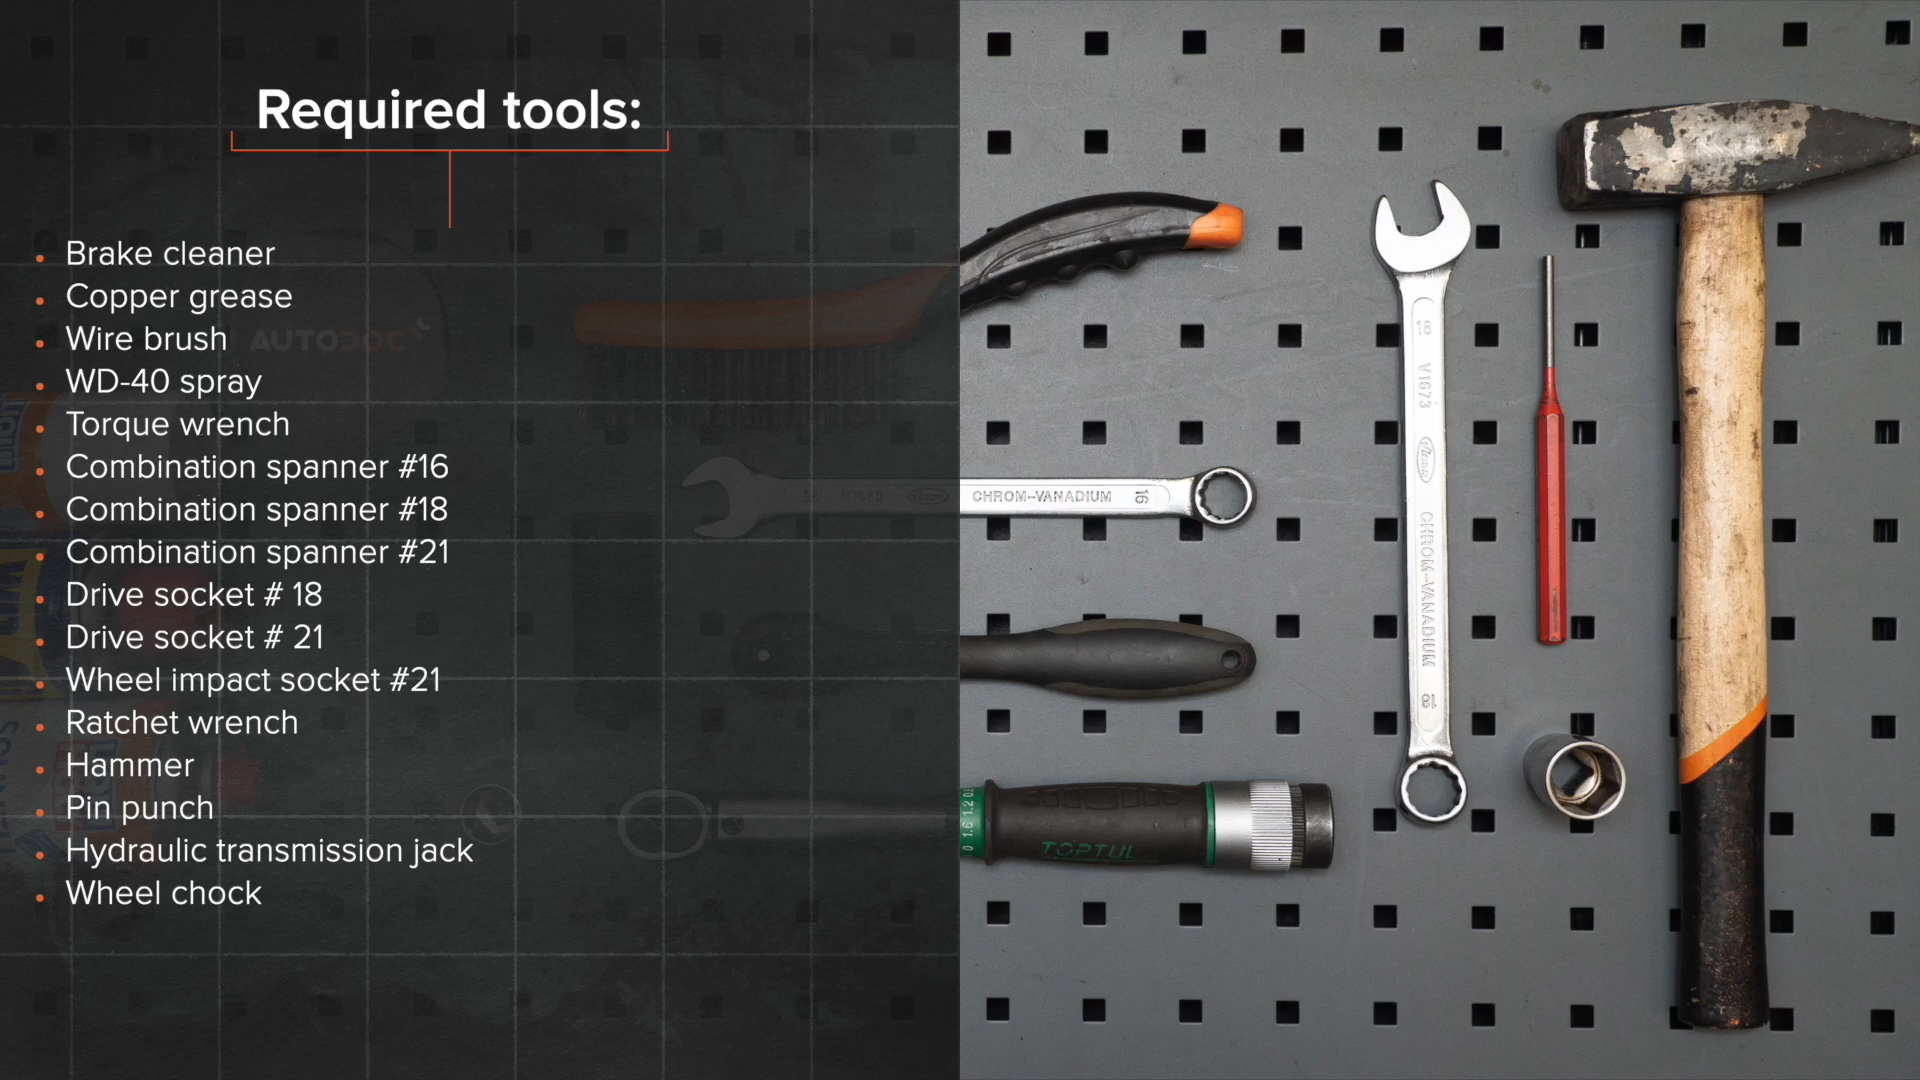 Required tools:
Brake cleaner
Copper grease
Wire brush
AUTODOC
WD-40 spray
Torque wrench
Combination spanner #16
Combination spanner #18
Combination spanner #21
Drive socket # 18
Drive socket # 21
Wheel impact socket #21
Ratchet wrench
Hammer
Pin punch
Hydraulic transmission jack
Wheel chock
CHROM-VANADIUM 16
18
V1673
CHROM-VANADIUM
18
TOPTUL